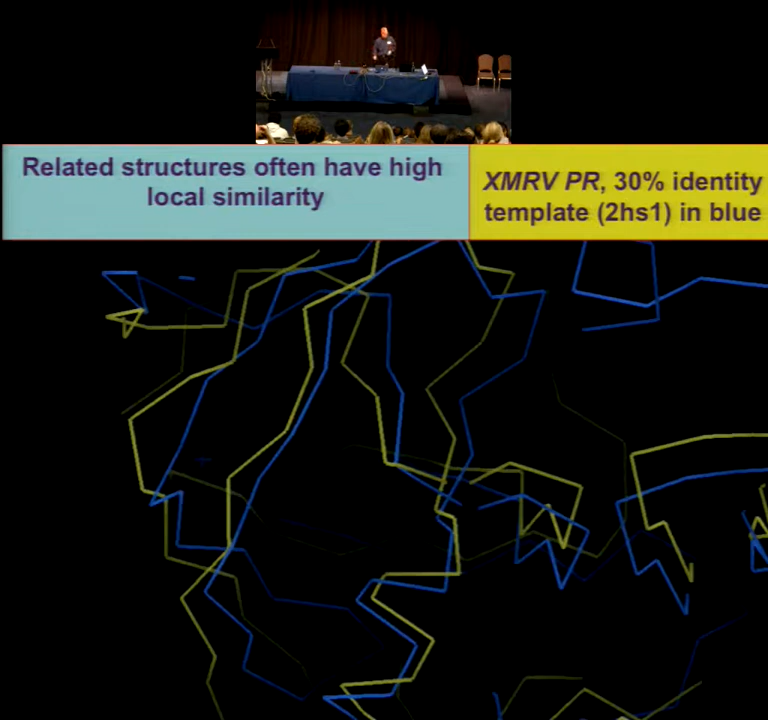 Related structures often have high
local similarity
XMRV PR, 30% identity
template (2hs1) in blue